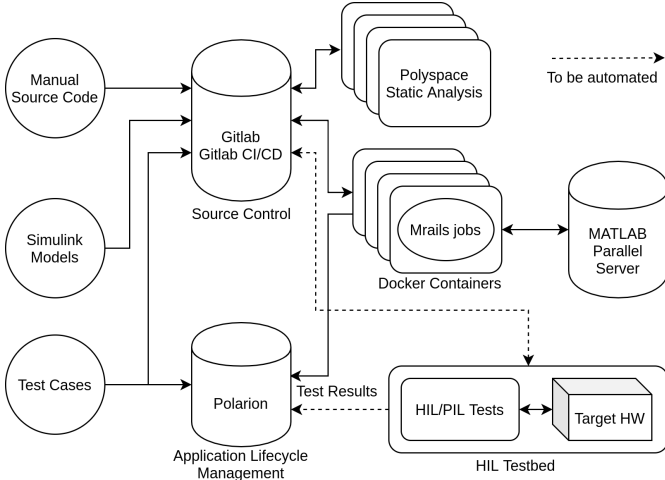 Manual
Source Code
Gitlab
Gitlab CI/CD
Source Control
Polyspace
Static Analysis
To be automated
Simulink
Models
Mrails jobs
Docker Containers
MATLAB
Parallel
Server
Test Cases
Polarion
Application Lifecycle
Management
Test Results
HIL/PIL Tests
Target HW
HIL Testbed